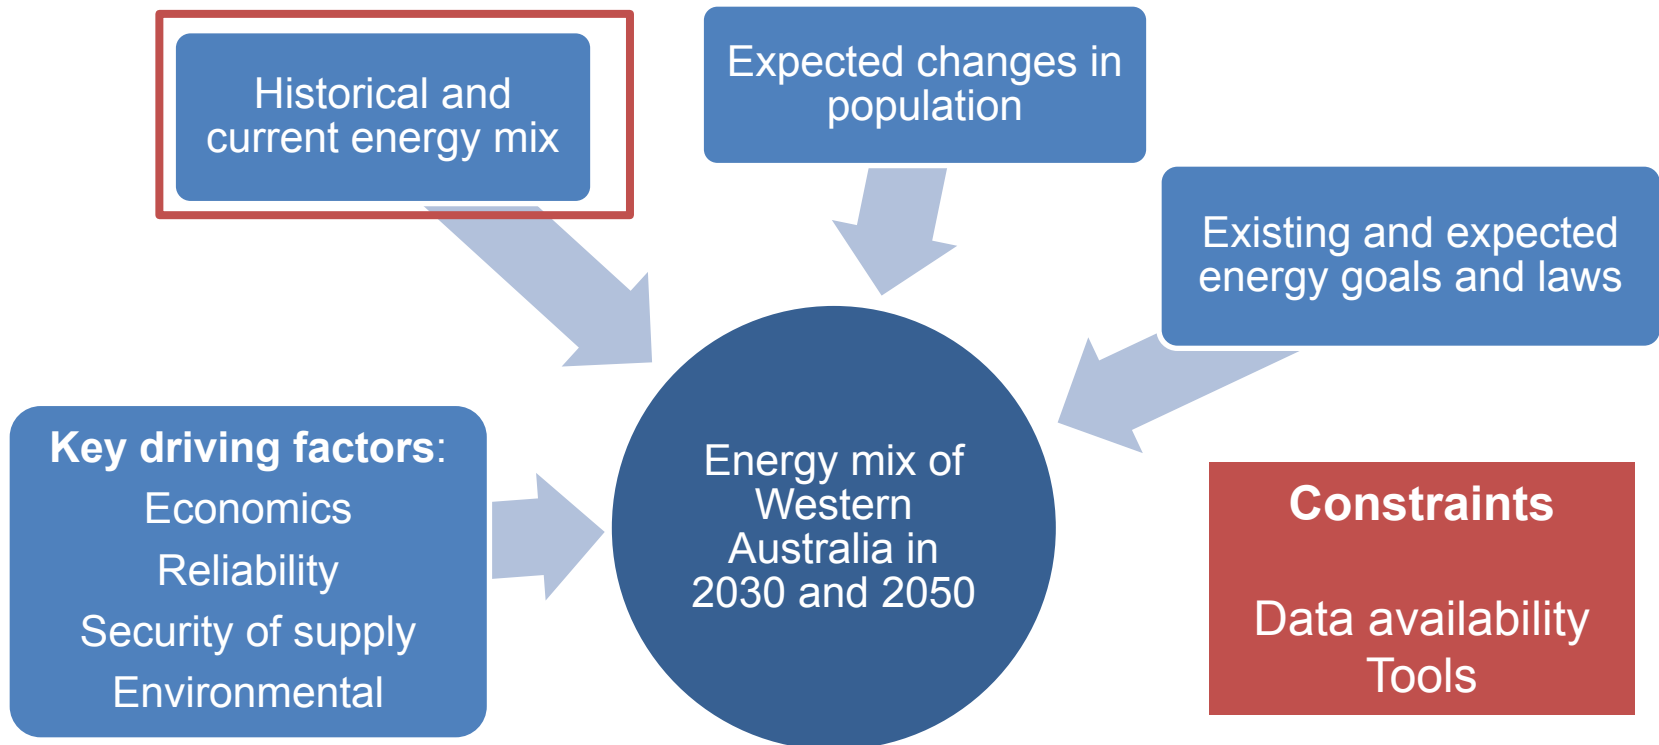 Historical and
current energy mix
Expected changes in
population
Existing and expected
energy goals and laws
Key driving factors:
Economics
Reliability
Security of supply
Environmental
Energy mix of
Western
Australia in
2030 and 2050
Constraints
Data availability
Tools